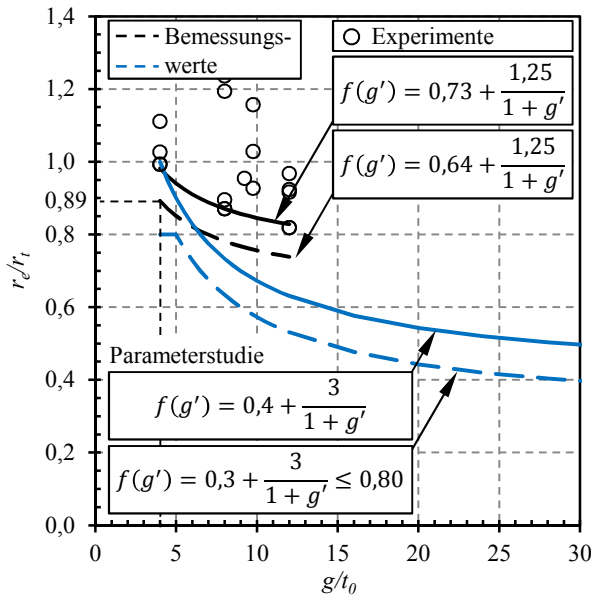 1,4
1,2
1,0
0,89
0,8
0,6
0,4
0,2
0,0
r_e/r_t
Bemessungs-
werte
Experimente
f(g′) = 0,73 + 1,25/(1 + g′)
f(g′) = 0,64 + 1,25/(1 + g′)
Parameterstudie
f(g′) = 0,4 + 3/(1 + g′)
f(g′) = 0,3 + 3/(1 + g′) ≤ 0,80
0 5 10 15 20 25 30
g/t_0